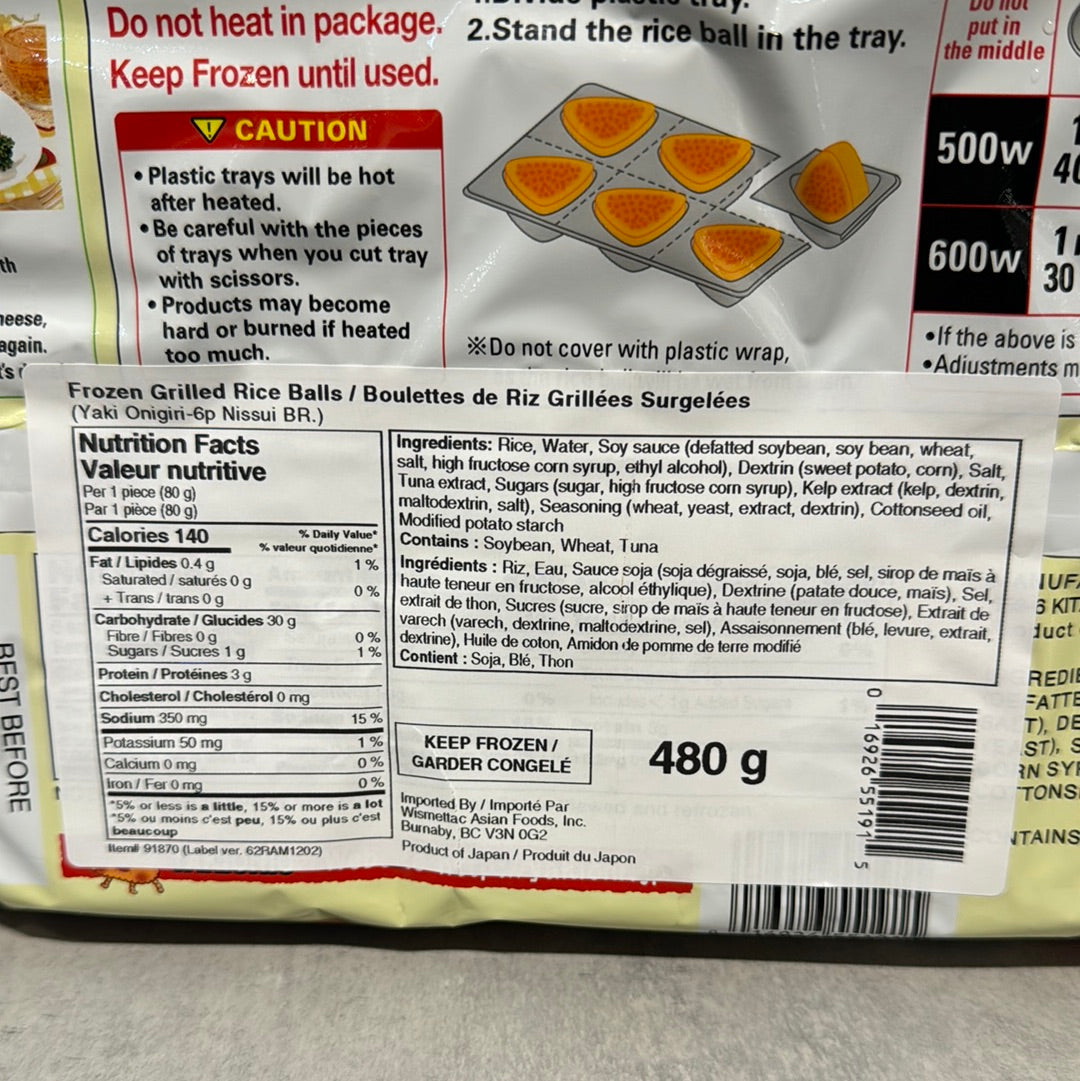 Do not heat in package.
Keep Frozen until used.
CAUTION
• Plastic trays will be hot
after heated.
• Be careful with the pieces
of trays when you cut tray
with scissors.
• Products may become
hard or burned if heated
too much.
2.Stand the rice ball in the tray.
※Do not cover with plastic wrap,
put in
the middle
500w
600w
30
•If the above is
•Adjustments
again.
Frozen Grilled Rice Balls / Boulettes de Riz Grillées Surgelées
(Yaki Onigiri-6p Nissui BR.)
Nutrition Facts
Valeur nutritive
Per 1 piece (80 g)
Par 1 pièce (80 g)
Calories 140
% Daily Value*
% valeur quotidienne*
Fat / Lipides 0.4 g 1 %
Saturated / saturés 0 g
+ Trans / trans 0 g 0 %
Carbohydrate / Glucides 30 g
Fibre / Fibres 0 g 0 %
Sugars / Sucres 1 g 1 %
Protein / Protéines 3 g
Cholesterol / Cholestérol 0 mg
Sodium 350 mg 15 %
Potassium 50 mg 1 %
Calcium 0 mg 0 %
Iron / Fer 0 mg 0 %
*5% or less is a little, 15% or more is a lot
*5% ou moins c'est peu, 15% ou plus c'est
beaucoup
Item# 91870 (Label ver. 62RAM1202)
Ingredients: Rice, Water, Soy sauce (defatted soybean, soy bean, wheat,
salt, high fructose corn syrup, ethyl alcohol), Dextrin (sweet potato, corn), Salt,
Tuna extract, Sugars (sugar, high fructose corn syrup), Kelp extract (kelp, dextrin,
maltodextrin, salt), Seasoning (wheat, yeast, extract, dextrin), Cottonseed oil,
Modified potato starch
Contains : Soybean, Wheat, Tuna
Ingrédients : Riz, Eau, Sauce soja (soja dégraissé, soja, blé, sel, sirop de maïs à
haute teneur en fructose, alcool éthylique), Dextrine (patate douce, maïs), Sel,
extrait de thon, Sucres (sucre, sirop de maïs à haute teneur en fructose), Extrait de
varech (varech, dextrine, maltodextrine, sel), Assaisonnement (blé, levure, extrait,
dextrine), Huile de coton, Amidon de pomme de terre modifié
Contient : Soja, Blé, Thon
KEEP FROZEN /
GARDER CONGELÉ
480 g
Imported By / Importé Par
Wismettac Asian Foods, Inc.
Burnaby, BC V3N 0G2
Product of Japan / Produit du Japon
0 16926 55191 5
BEST BEFORE